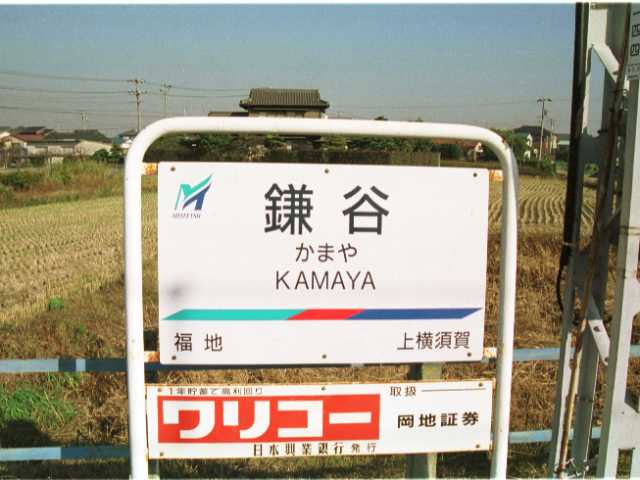 MEITETSU
鎌谷
かまや
KAMAYA
福地
上横須賀
1年貯蓄で高利回り
取扱
ワリコー
岡地証券
日本興業銀行発行